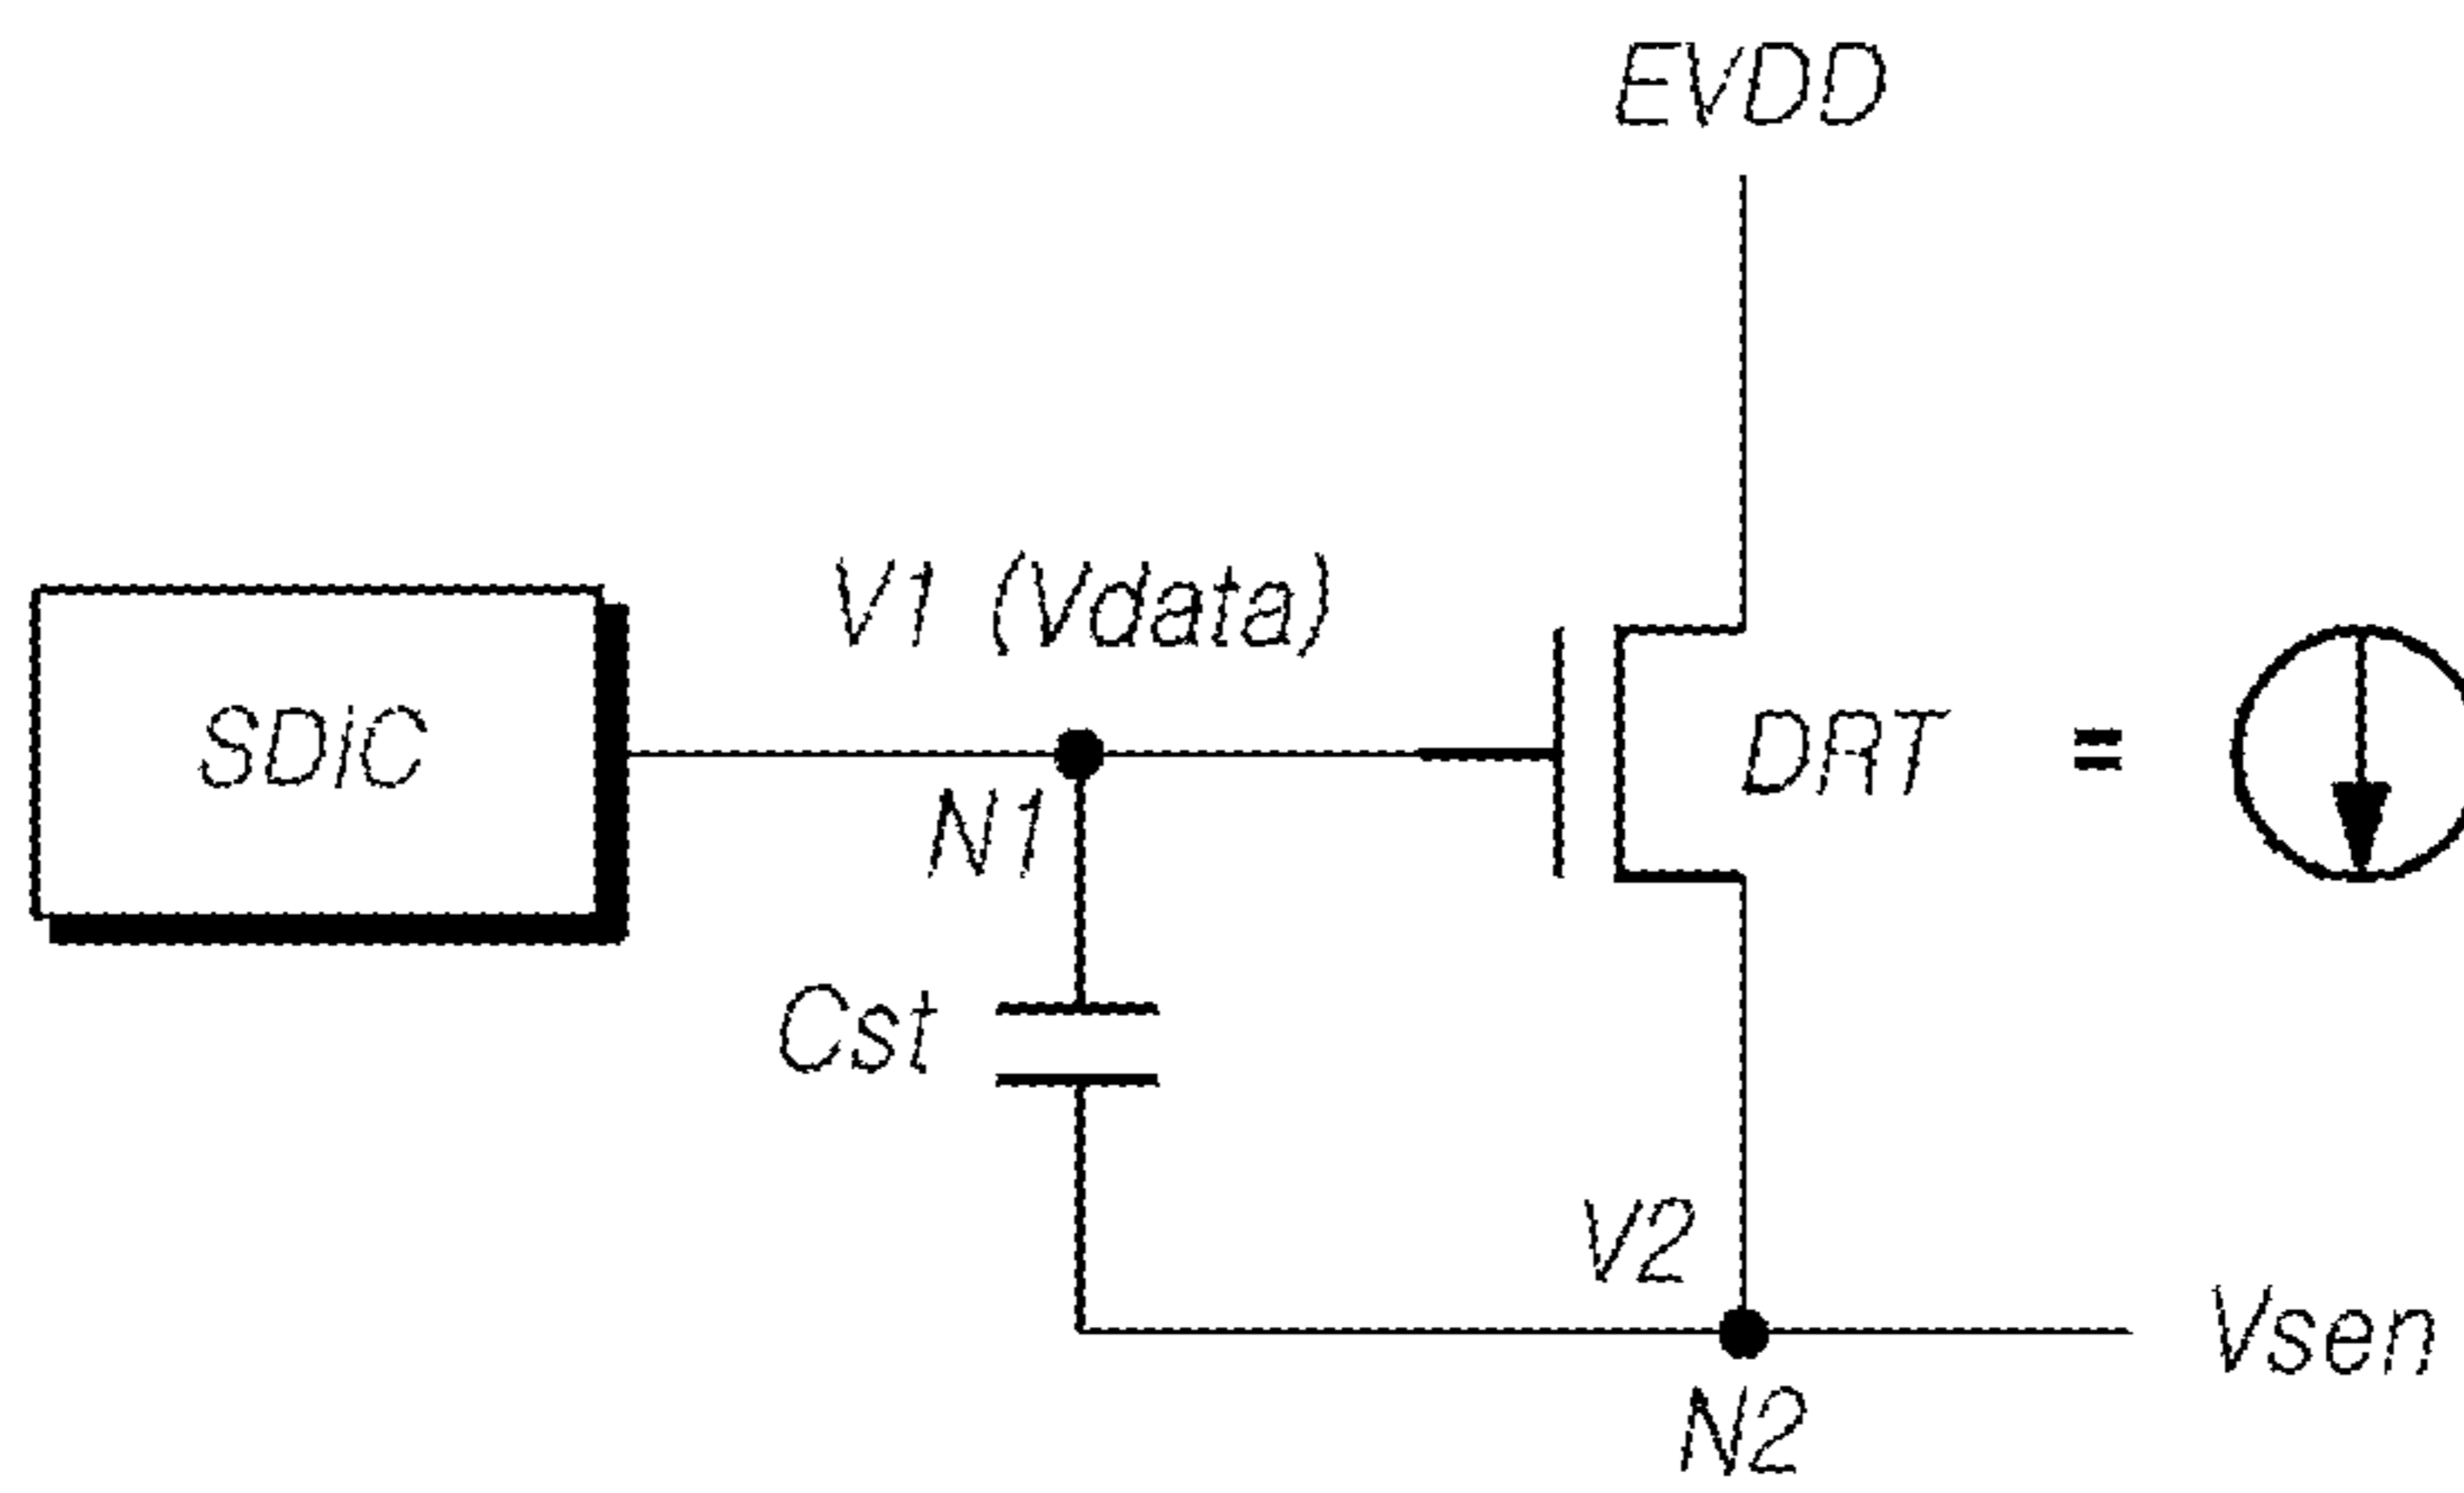 EVDD
V1 (Vdata)
SDiC
DRT
=
N1
Cst
V2
Vsen
N2